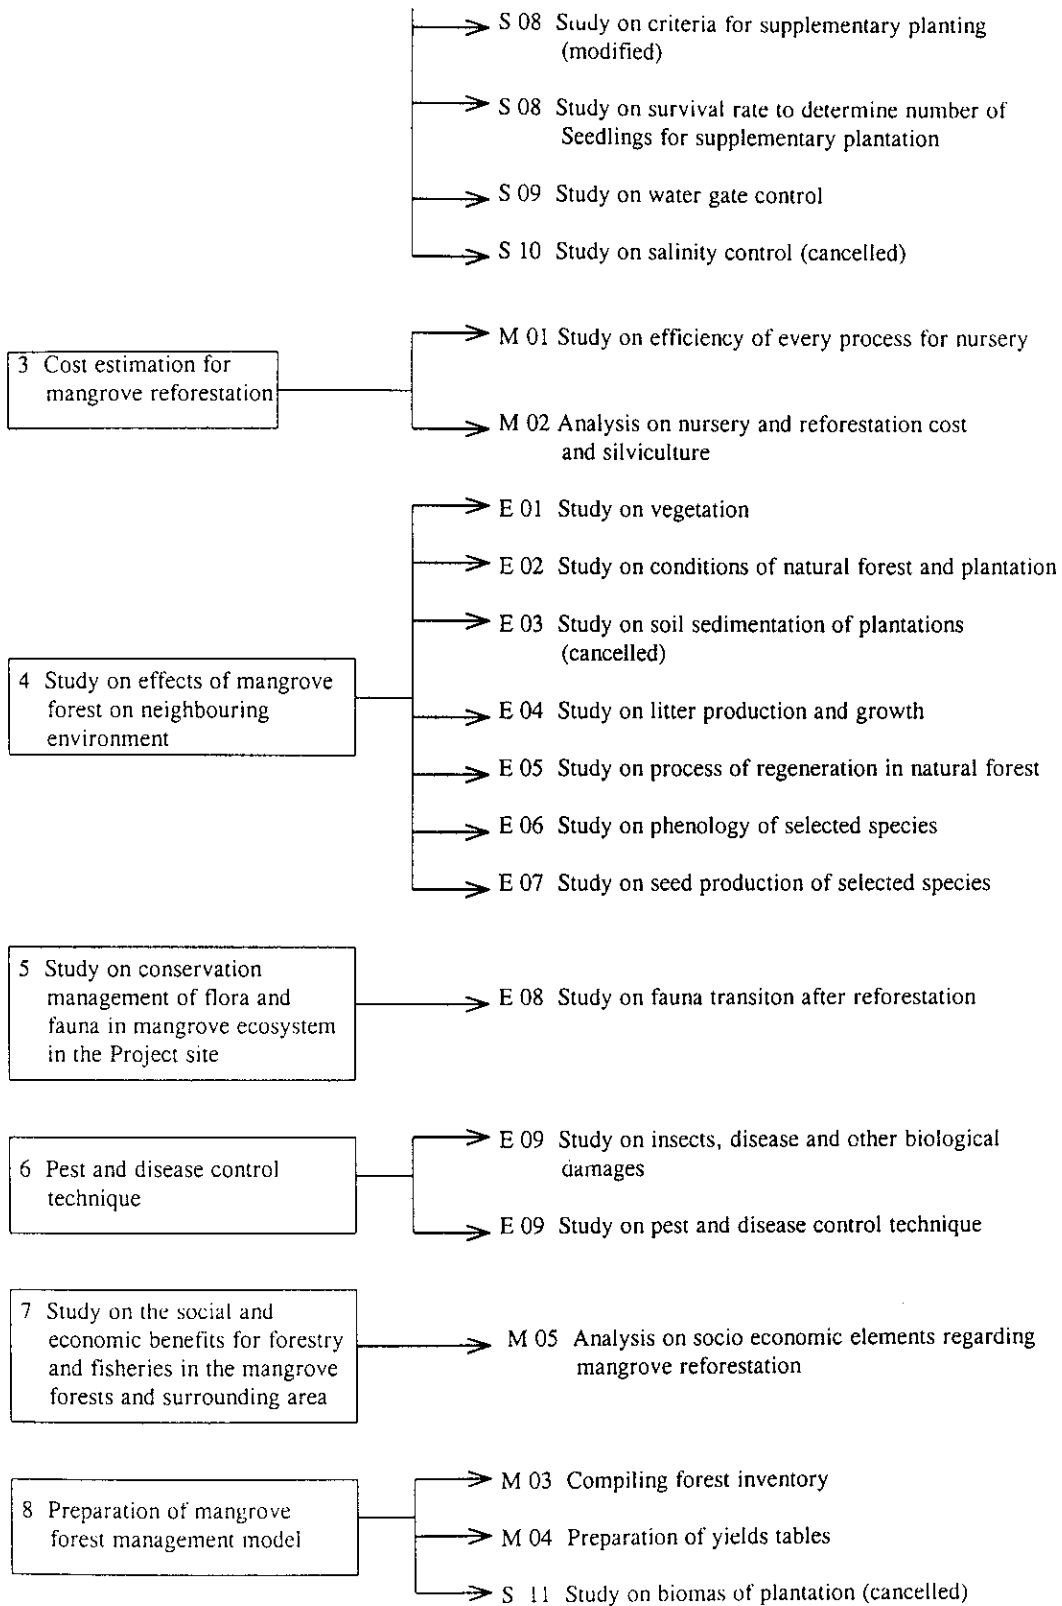 S 08 Study on criteria for supplementary planting
(modified)
S 08 Study on survival rate to determine number of
Seedlings for supplementary plantation
S 09 Study on water gate control
S 10 Study on salinity control (cancelled)
3 Cost estimation for
mangrove reforestation
M 01 Study on efficiency of every process for nursery
M 02 Analysis on nursery and reforestation cost
and silviculture
4 Study on effects of mangrove
forest on neighbouring
environment
E 01 Study on vegetation
E 02 Study on conditions of natural forest and plantation
E 03 Study on soil sedimentation of plantations
(cancelled)
E 04 Study on litter production and growth
E 05 Study on process of regeneration in natural forest
E 06 Study on phenology of selected species
E 07 Study on seed production of selected species
5 Study on conservation
management of flora and
fauna in mangrove ecosystem
in the Project site
E 08 Study on fauna transiton after reforestation
6 Pest and disease control
technique
E 09 Study on insects, disease and other biological
damages
E 09 Study on pest and disease control technique
7 Study on the social and
economic benefits for forestry
and fisheries in the mangrove
forests and surrounding area
M 05 Analysis on socio economic elements regarding
mangrove reforestation
8 Preparation of mangrove
forest management model
M 03 Compiling forest inventory
M 04 Preparation of yields tables
S 11 Study on biomas of plantation (cancelled)